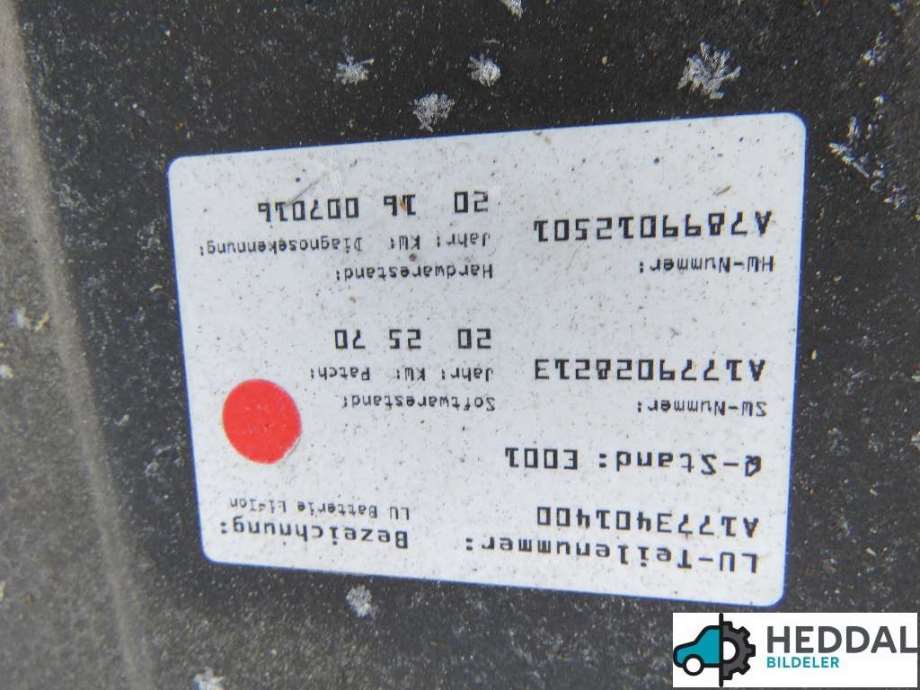 LU-Teilenummer: Bezeichnung:
A1773401400 LU Batterie Li-Ion
Q-Stand: E001
SW-Nummer: Softwarestand:
A1779028213 Jahr: KW: Patch:
20 25 70
HW-Nummer: Hardwarestand:
A7899012501 Jahr: KW: Diagnosekennung:
20 16 007016
HEDDAL
BILDELER